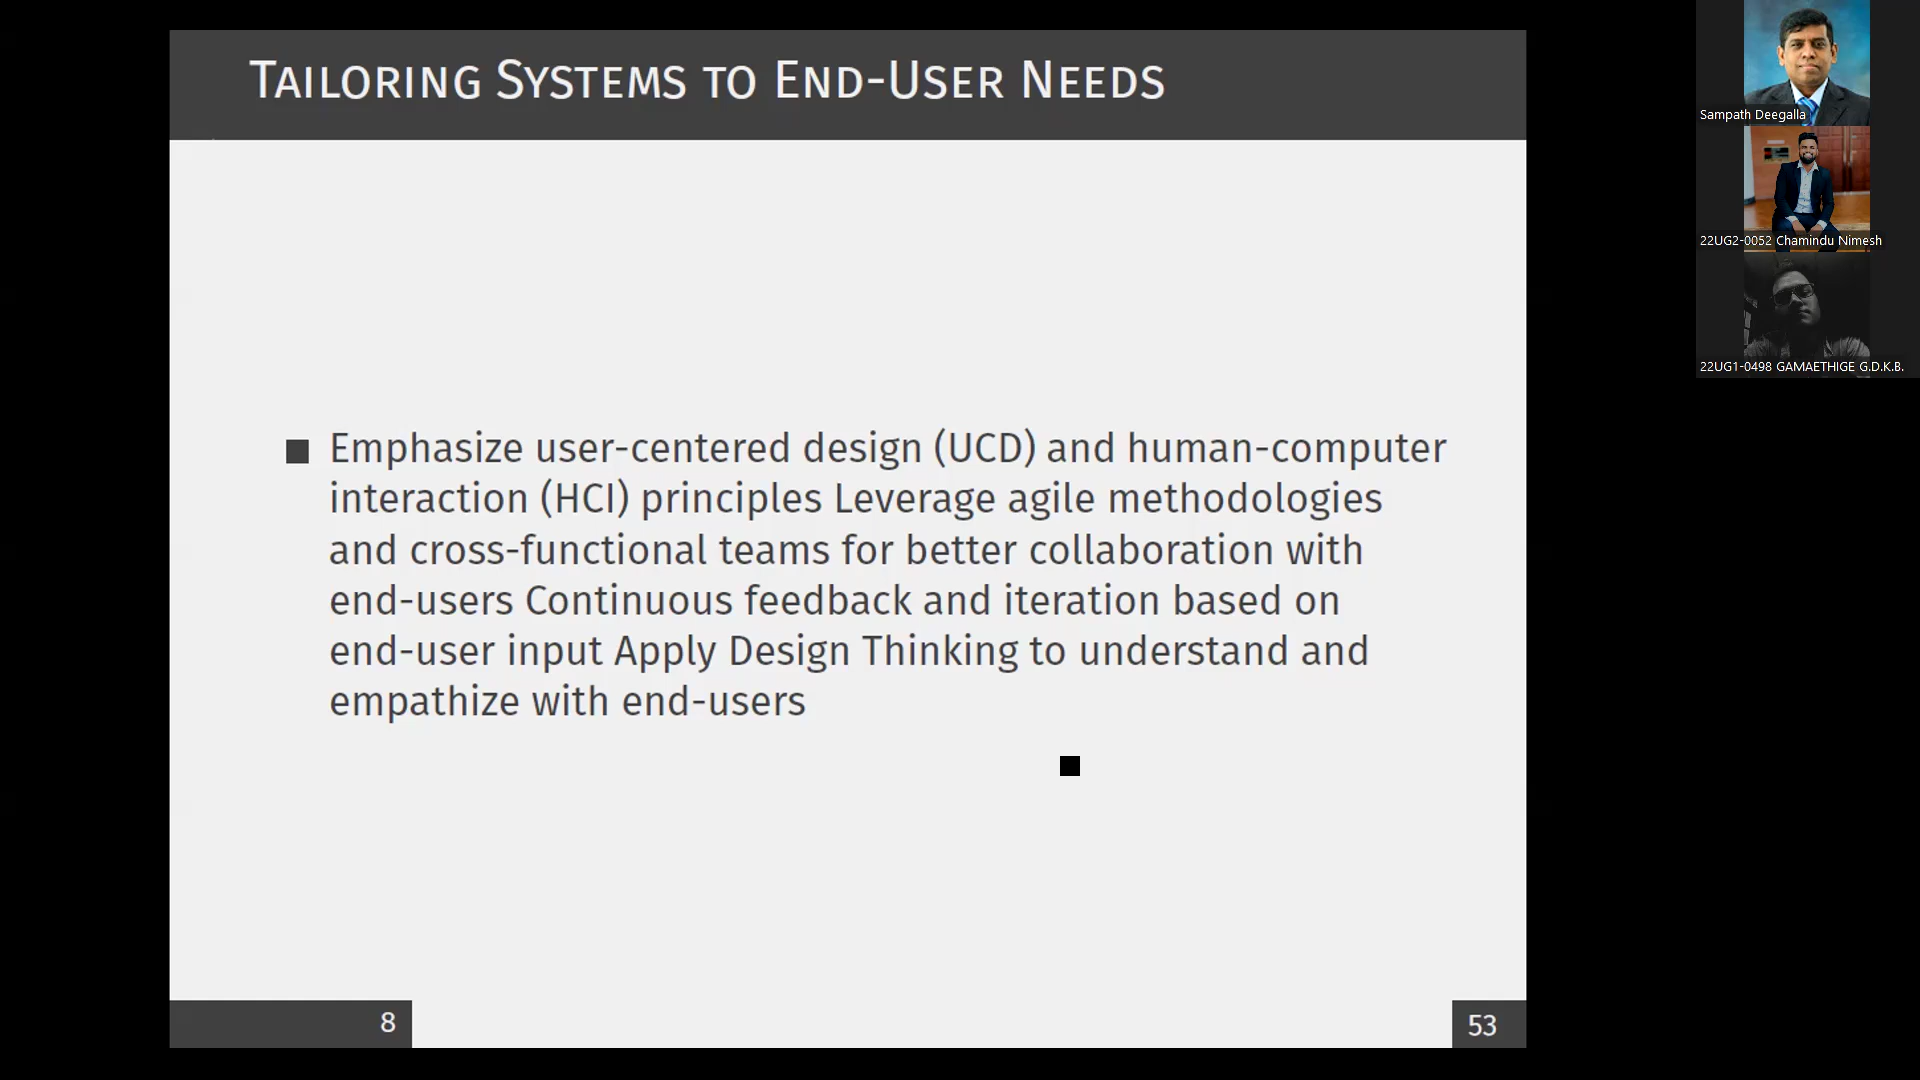 Tailoring Systems to End-User Needs
Emphasize user-centered design (UCD) and human-computer
interaction (HCI) principles Leverage agile methodologies
and cross-functional teams for better collaboration with
end-users Continuous feedback and iteration based on
end-user input Apply Design Thinking to understand and
empathize with end-users
8
53
Sampath Deegalla
22UG2-0052 Chamindu Nimesh
22UG1-0498 GAMAETHIGE G.D.K.B.